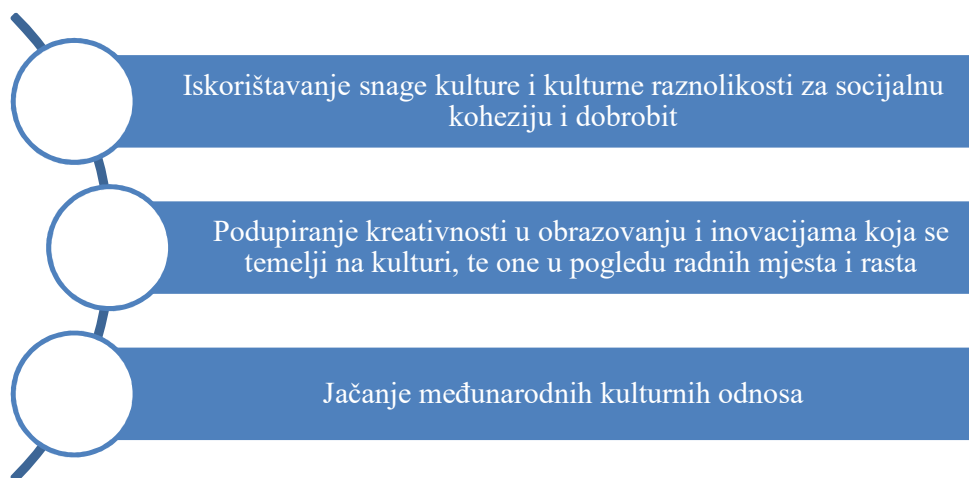 Iskorištavanje snage kulture i kulturne raznolikosti za socijalnu
koheziju i dobrobit
Podupiranje kreativnosti u obrazovanju i inovacijama koja se
temelji na kulturi, te one u pogledu radnih mjesta i rasta
Jačanje međunarodnih kulturnih odnosa